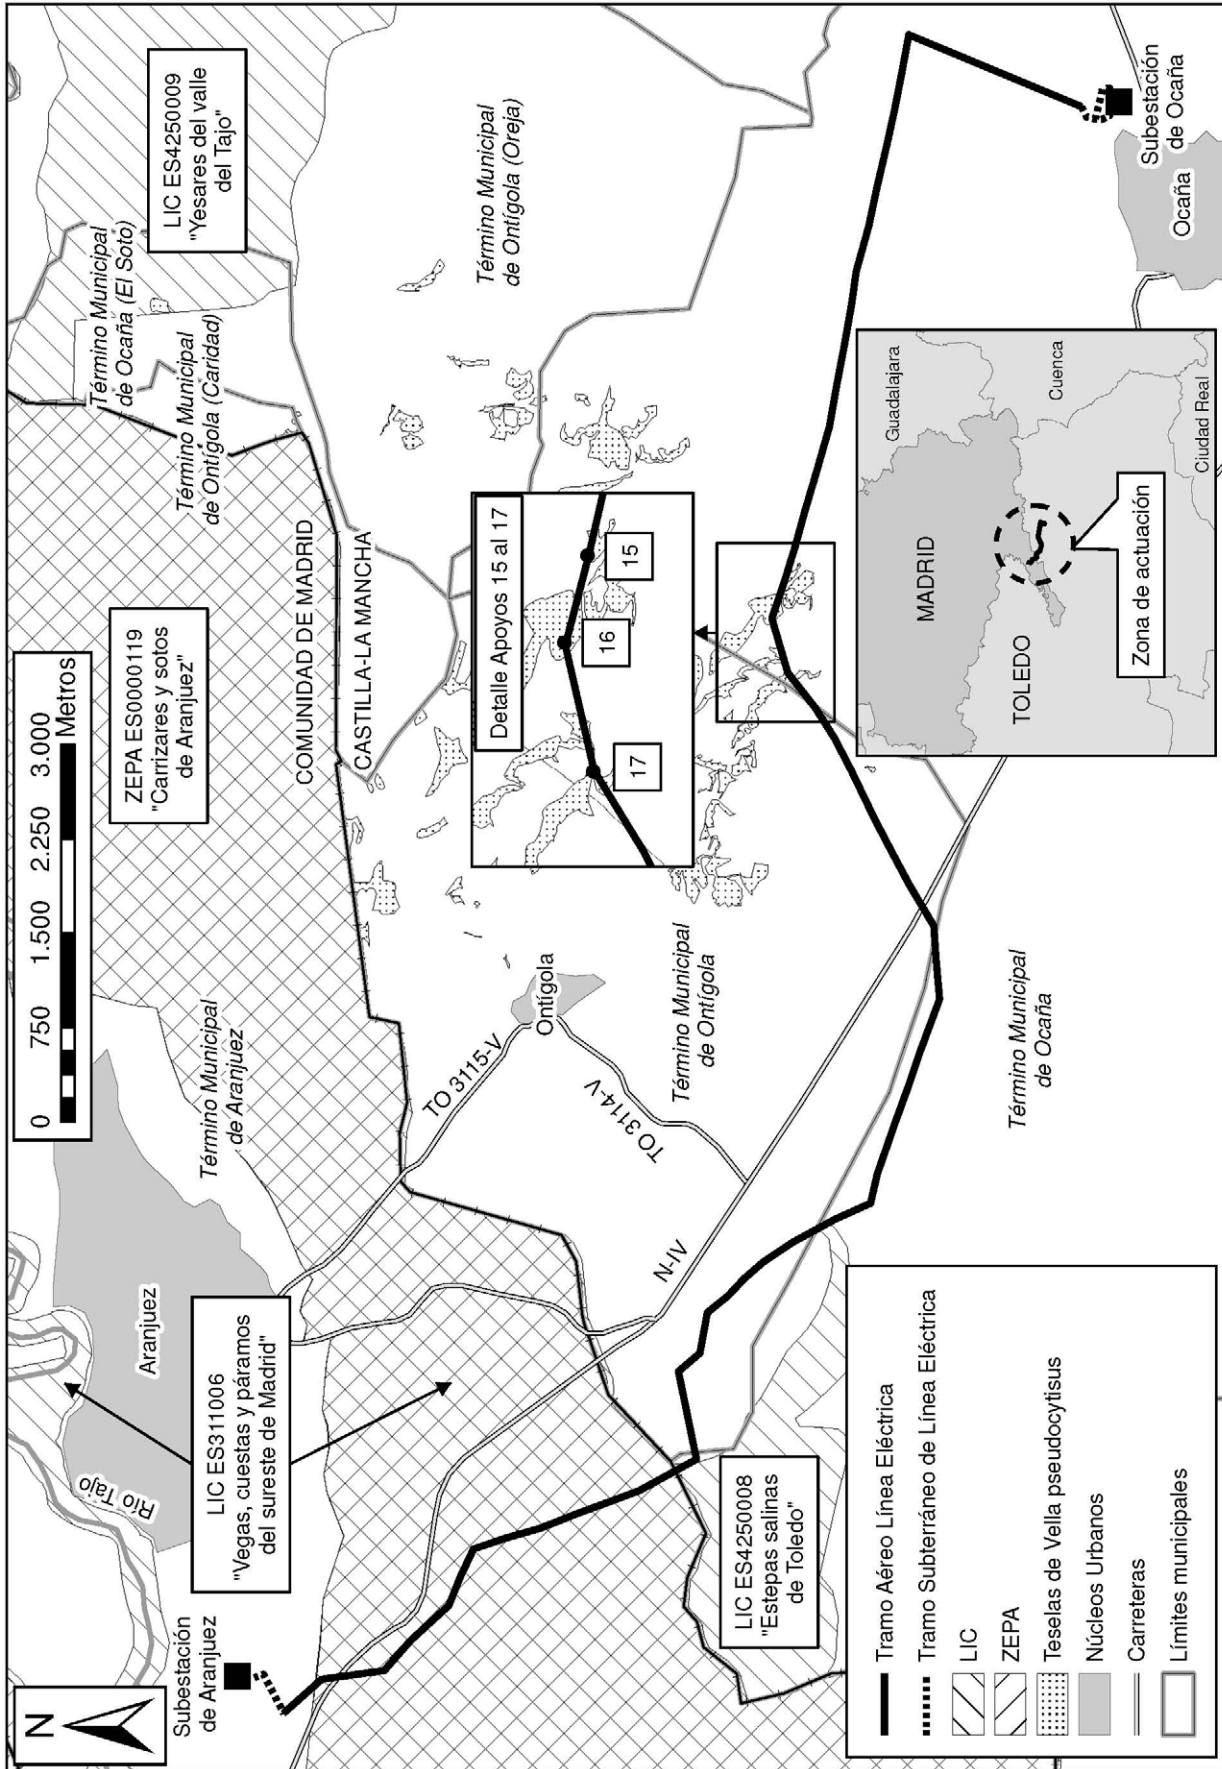 N
Subestación
de Aranjuez
Río Tajo
Aranjuez
LIC ES311006
"Vegas, cuestas y páramos
del sureste de Madrid"
Término Municipal
de Aranjuez
0
750
1.500
2.250
3.000
Metros
ZEPA ES0000119
"Carrizares y sotos
de Aranjuez"
COMUNIDAD DE MADRID
CASTILLA-LA MANCHA
Término Municipal
de Ocaña (El Soto)
Término Municipal
de Ontígola (Caridad)
LIC ES4250009
"Yesares del valle
del Tajo"
Término Municipal
de Ontígola (Oreja)
TO 3115-V
Ontígola
TO 3114-V
N-IV
Término Municipal
de Ontígola
Detalle Apoyos 15 al 17
17
16
15
LIC ES4250008
"Estepas salinas
de Toledo"
Término Municipal
de Ocaña
Subestación
de Ocaña
Ocaña
MADRID
TOLEDO
Guadalajara
Cuenca
Ciudad Real
Zona de actuación
Tramo Aéreo Línea Eléctrica
Tramo Subterráneo de Línea Eléctrica
LIC
ZEPA
Teselas de Vella pseudocytisus
Núcleos Urbanos
Carreteras
Límites municipales